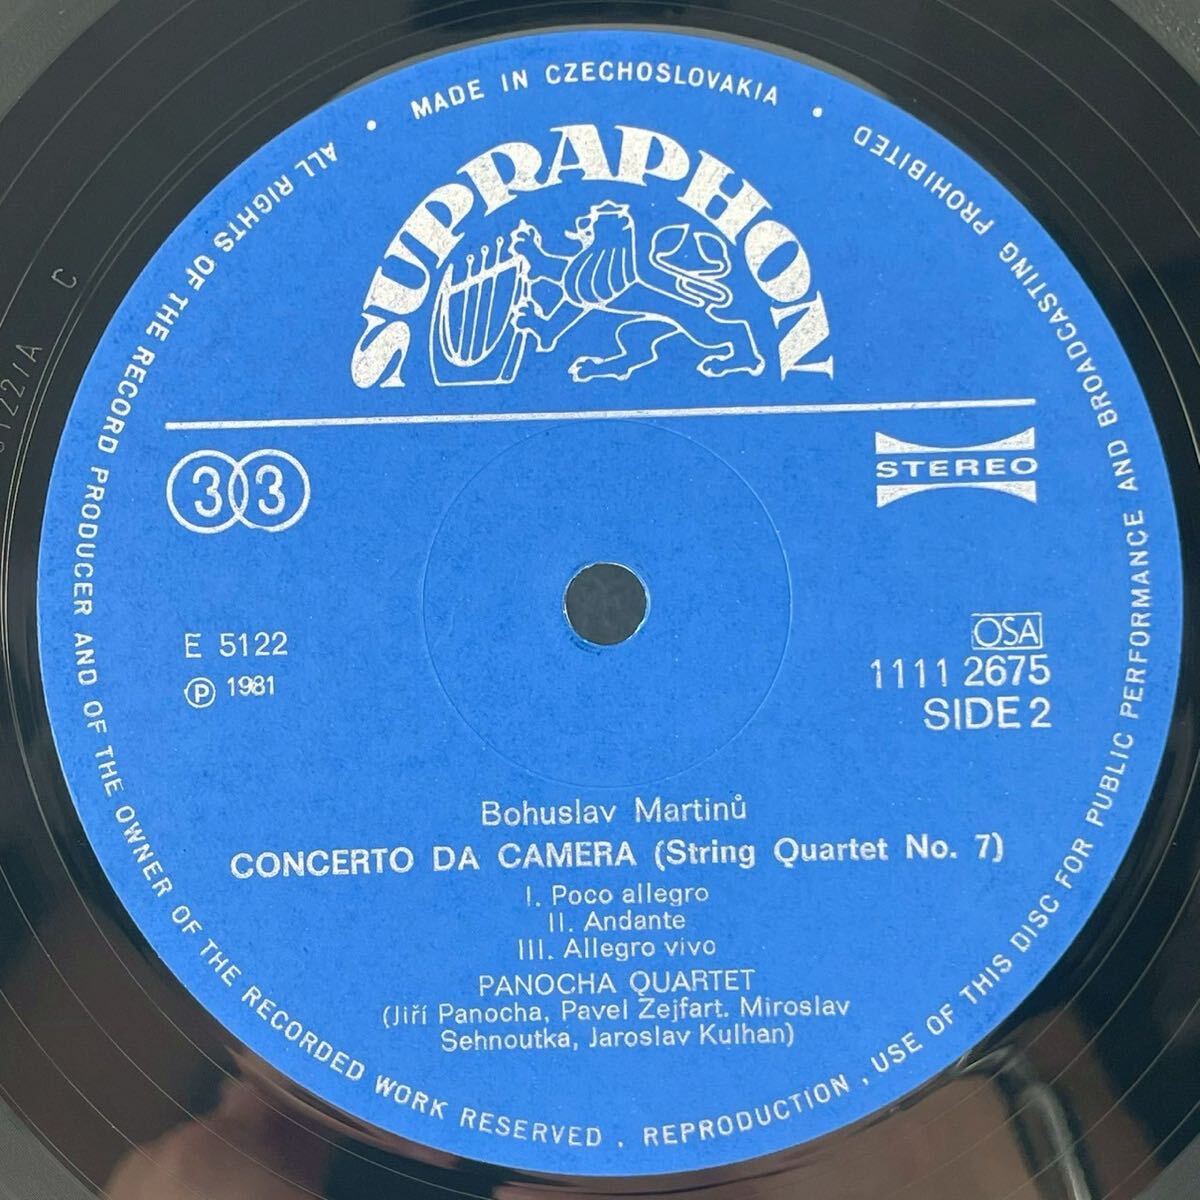 ALL RIGHTS OF THE RECORD PRODUCER AND OF THE OWNER OF THE RECORDED WORK RESERVED . REPRODUCTION , USE OF THIS DISC FOR PUBLIC PERFORMANCE AND BROADCASTING PROHIBITED • MADE IN CZECHOSLOVAKIA •
SUPRAPHON
33
STEREO
E 5122
℗ 1981
OSA
1111 2675
SIDE 2
Bohuslav Martinů
CONCERTO DA CAMERA (String Quartet No. 7)
I. Poco allegro
II. Andante
III. Allegro vivo
PANOCHA QUARTET
(Jiří Panocha, Pavel Zejfart. Miroslav
Sehnoutka, Jaroslav Kulhan)
C